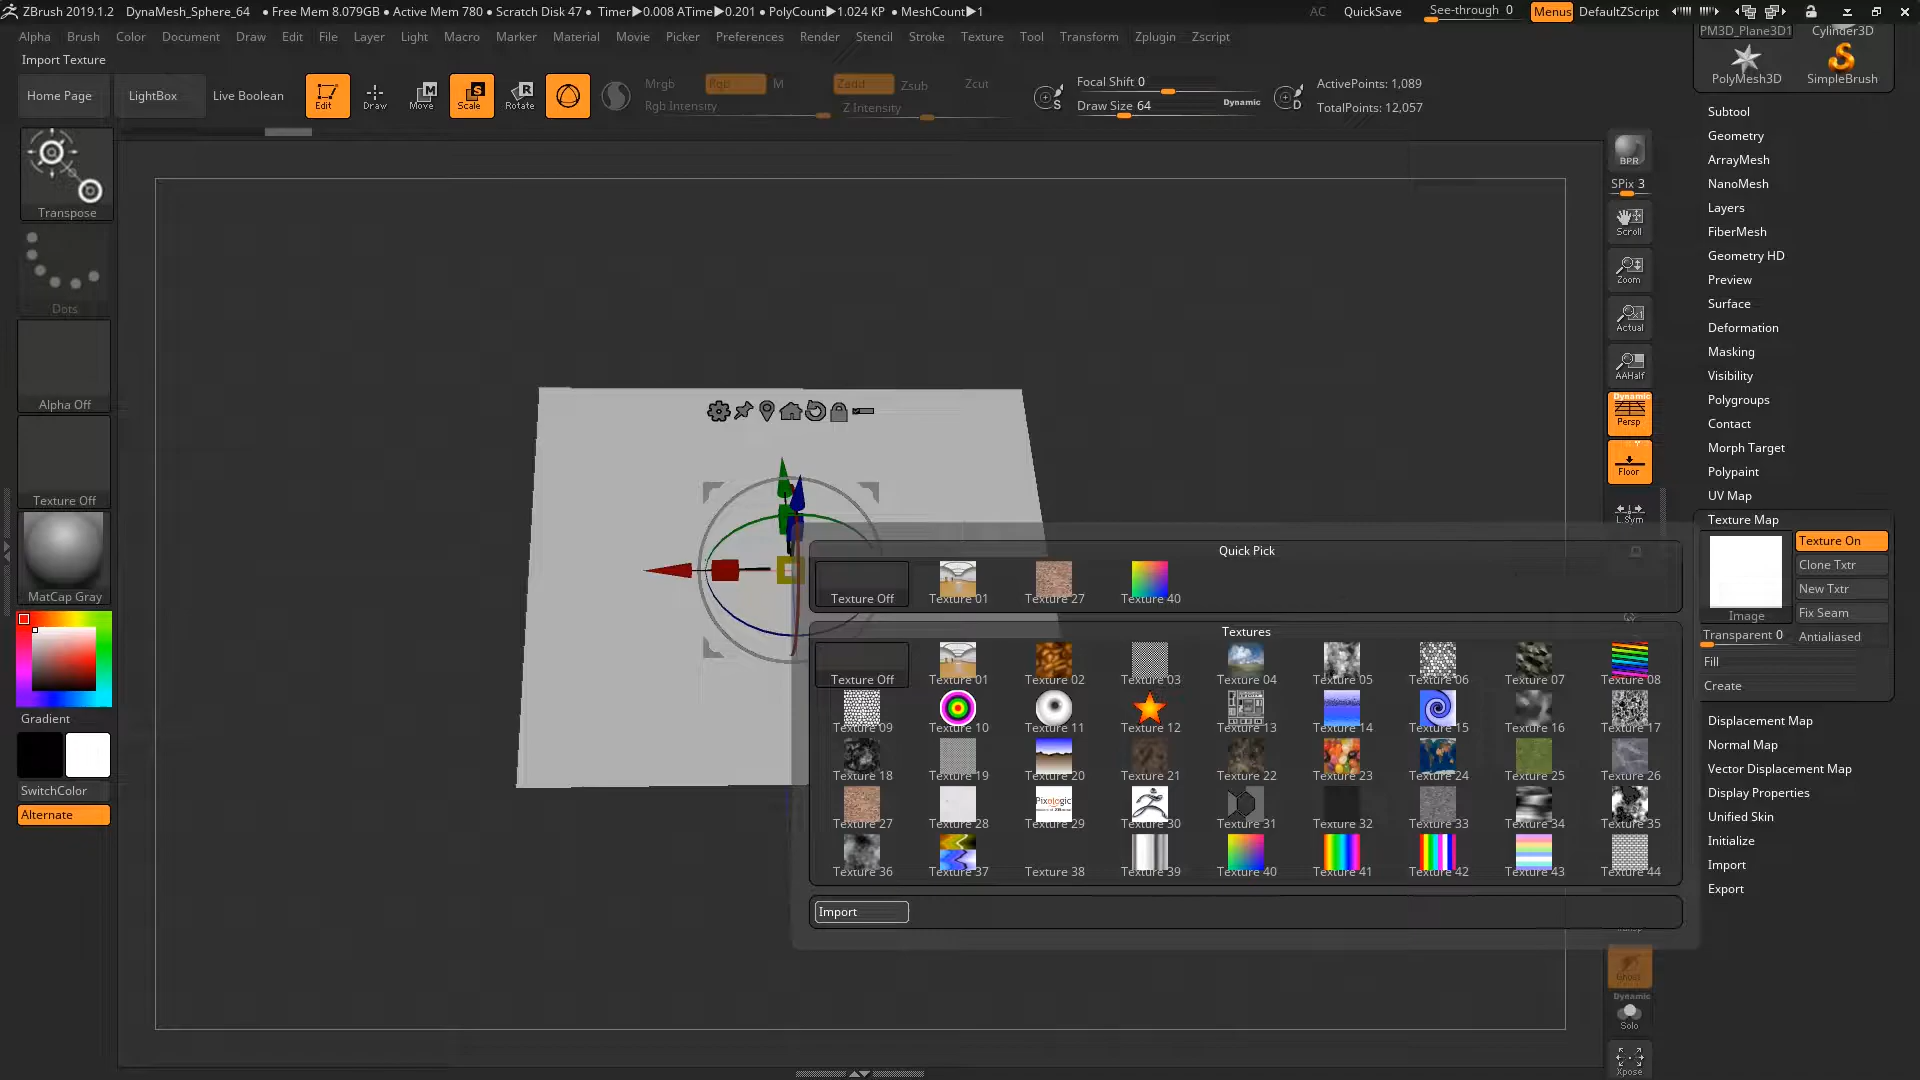 ZBrush 2019.1.2 DynaMesh_Sphere_64 ● Free Mem 8.079GB ● Active Mem 780 ● Scratch Disk 47 ● Timer▶0.008 ATime▶0.201 ● PolyCount▶1.024 KP ● MeshCount▶1
AC QuickSave See-through 0 Menus DefaultZScript
Alpha Brush Color Document Draw Edit File Layer Light Macro Marker Material Movie Picker Preferences Render Stencil Stroke Texture Tool Transform Zplugin Zscript
Import Texture
Home Page LightBox Live Boolean
Edit Draw Move Scale Rotate
Mrgb Rgb M
Rgb Intensity
Zadd Zsub Zcut
Z Intensity
Focal Shift 0
Draw Size 64 Dynamic
ActivePoints: 1,089
TotalPoints: 12,057
Transpose
Dots
Alpha Off
Texture Off
MatCap Gray
Gradient
SwitchColor
Alternate
Quick Pick
Texture Off Texture 01 Texture 27 Texture 40
Textures
Texture Off Texture 01 Texture 02 Texture 03 Texture 04 Texture 05 Texture 06 Texture 07 Texture 08
Texture 09 Texture 10 Texture 11 Texture 12 Texture 13 Texture 14 Texture 15 Texture 16 Texture 17
Texture 18 Texture 19 Texture 20 Texture 21 Texture 22 Texture 23 Texture 24 Texture 25 Texture 26
Pixologic
Texture 27 Texture 28 Texture 29 Texture 30 Texture 31 Texture 32 Texture 33 Texture 34 Texture 35
Texture 36 Texture 37 Texture 38 Texture 39 Texture 40 Texture 41 Texture 42 Texture 43 Texture 44
Import
BPR
SPix 3
Scroll
Zoom
Actual
AAHalf
Dynamic
Persp
Floor
L.Sym
Ghost
Dynamic
Solo
Xpose
PM3D_Plane3D1 Cylinder3D
PolyMesh3D SimpleBrush
Subtool
Geometry
ArrayMesh
NanoMesh
Layers
FiberMesh
Geometry HD
Preview
Surface
Deformation
Masking
Visibility
Polygroups
Contact
Morph Target
Polypaint
UV Map
Texture Map
Texture On
Clone Txtr
New Txtr
Image Fix Seam
Transparent 0 Antialiased
Fill
Create
Displacement Map
Normal Map
Vector Displacement Map
Display Properties
Unified Skin
Initialize
Import
Export